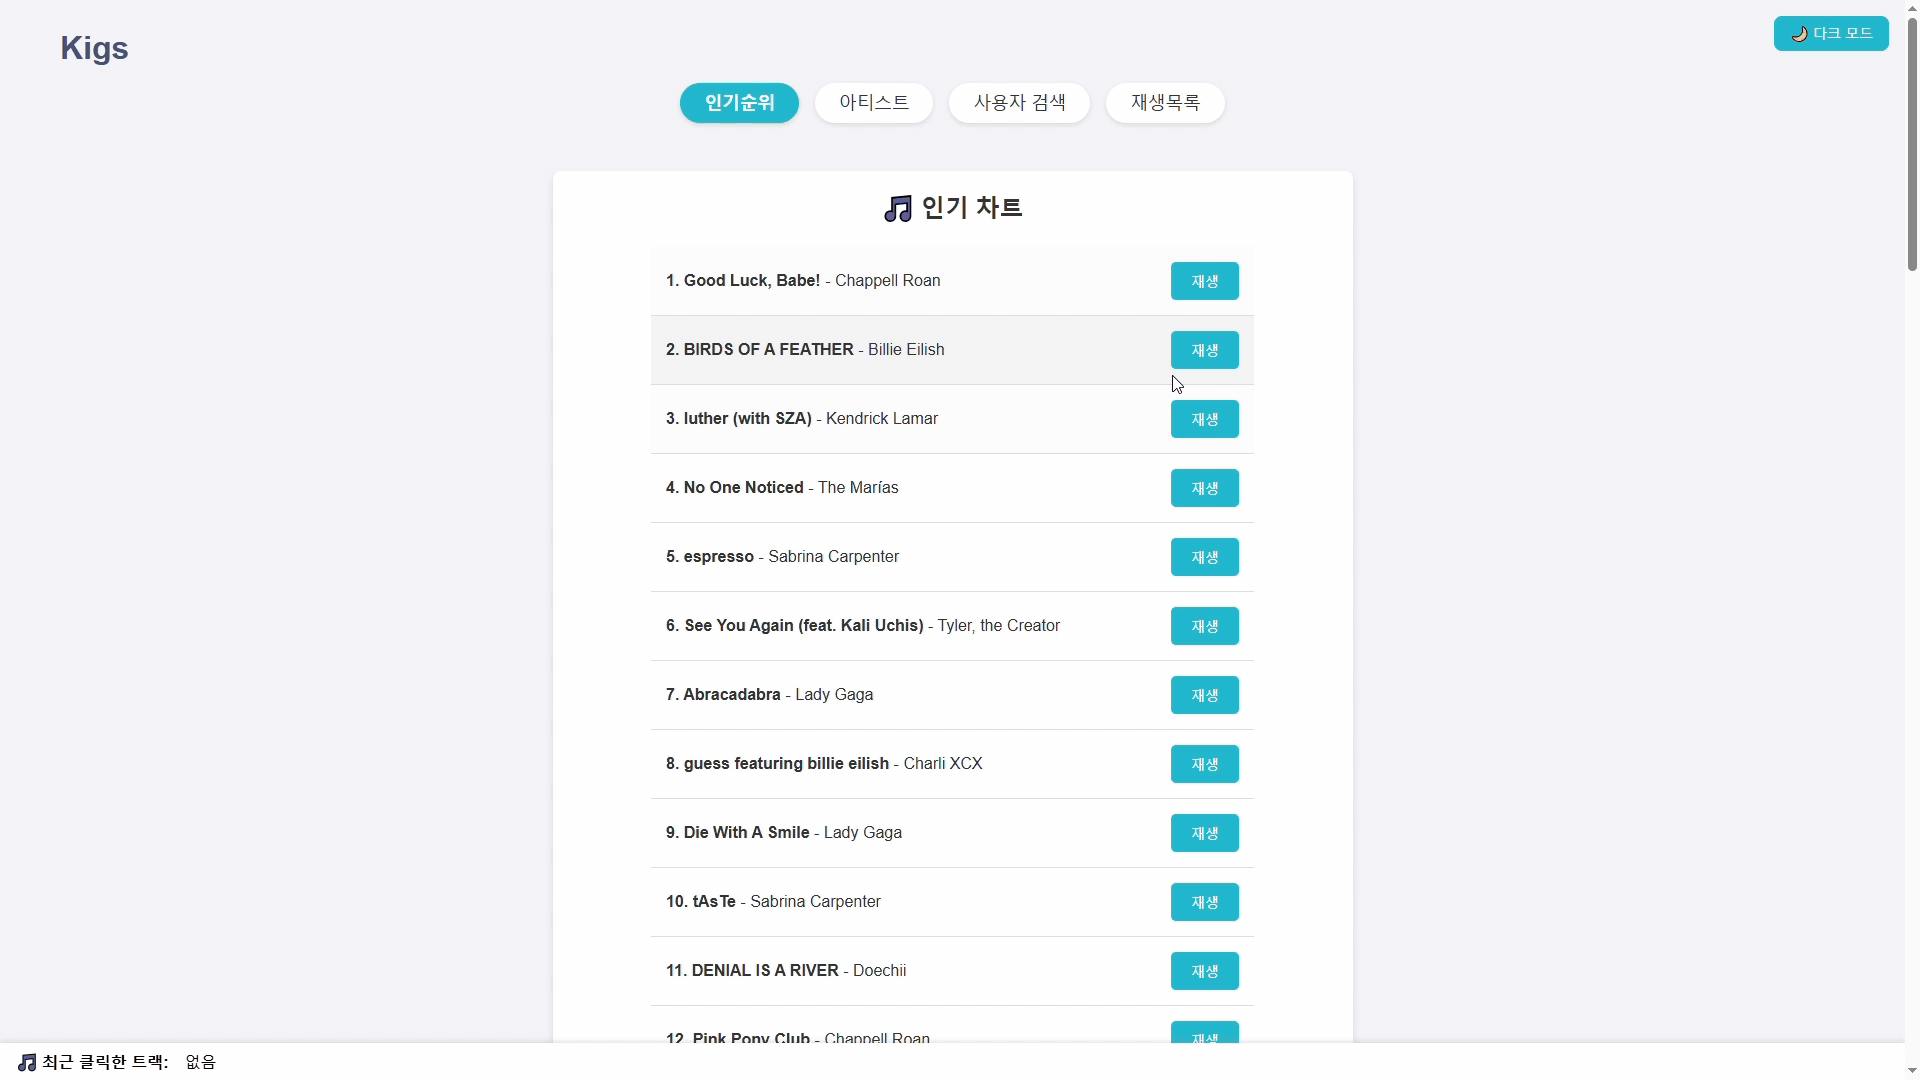 Kigs
다크 모드
인기순위 아티스트 사용자 검색 재생목록
인기 차트
1. Good Luck, Babe! - Chappell Roan 재생
2. BIRDS OF A FEATHER - Billie Eilish 재생
3. luther (with SZA) - Kendrick Lamar 재생
4. No One Noticed - The Marías 재생
5. espresso - Sabrina Carpenter 재생
6. See You Again (feat. Kali Uchis) - Tyler, the Creator 재생
7. Abracadabra - Lady Gaga 재생
8. guess featuring billie eilish - Charli XCX 재생
9. Die With A Smile - Lady Gaga 재생
10. tAsTe - Sabrina Carpenter 재생
11. DENIAL IS A RIVER - Doechii 재생
12. Pink Pony Club - Chappell Roan 재생
최근 클릭한 트랙: 없음